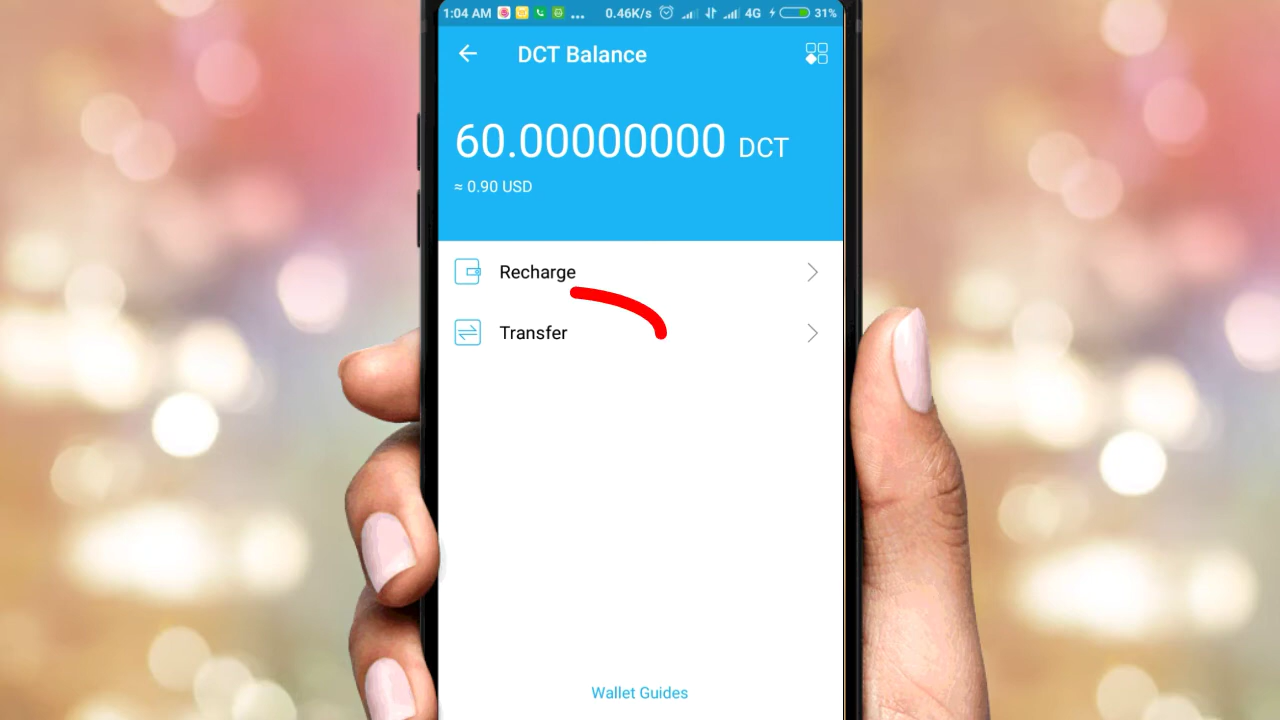 1:04 AM ... 0.46K/s 4G 31%
DCT Balance
60.00000000 DCT
≈ 0.90 USD
Recharge
Transfer
Wallet Guides